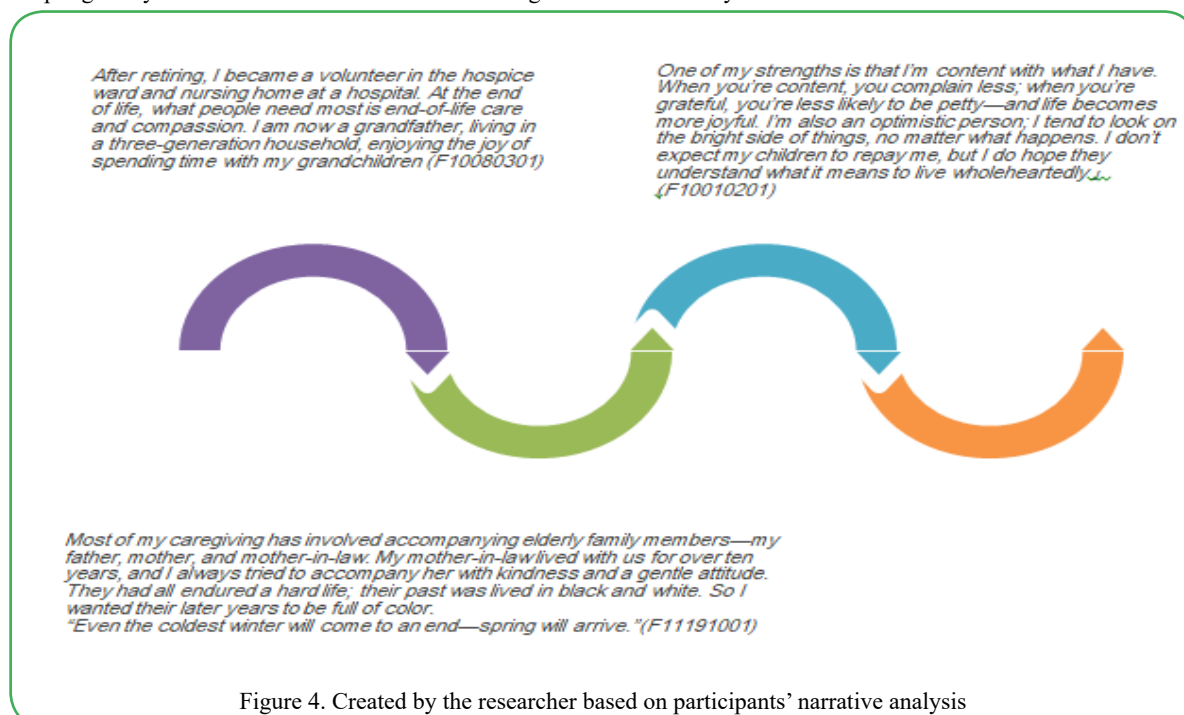 After retiring, I became a volunteer in the hospice
ward and nursing home at a hospital. At the end
of life, what people need most is end-of-life care
and compassion. I am now a grandfather, living in
a three-generation household, enjoying the joy of
spending time with my grandchildren (F10080301)
One of my strengths is that I'm content with what I have.
When you're content, you complain less; when you're
grateful, you're less likely to be petty—and life becomes
more joyful. I'm also an optimistic person; I tend to look on
the bright side of things, no matter what happens. I don't
expect my children to repay me, but I do hope they
understand what it means to live wholeheartedly.
(F10010201)
Most of my caregiving has involved accompanying elderly family members—my
father, mother, and mother-in-law. My mother-in-law lived with us for over ten
years, and I always tried to accompany her with kindness and a gentle attitude.
They had all endured a hard life; their past was lived in black and white. So I
wanted their later years to be full of color.
“Even the coldest winter will come to an end—spring will arrive.”(F11191001)
Figure 4. Created by the researcher based on participants’ narrative analysis